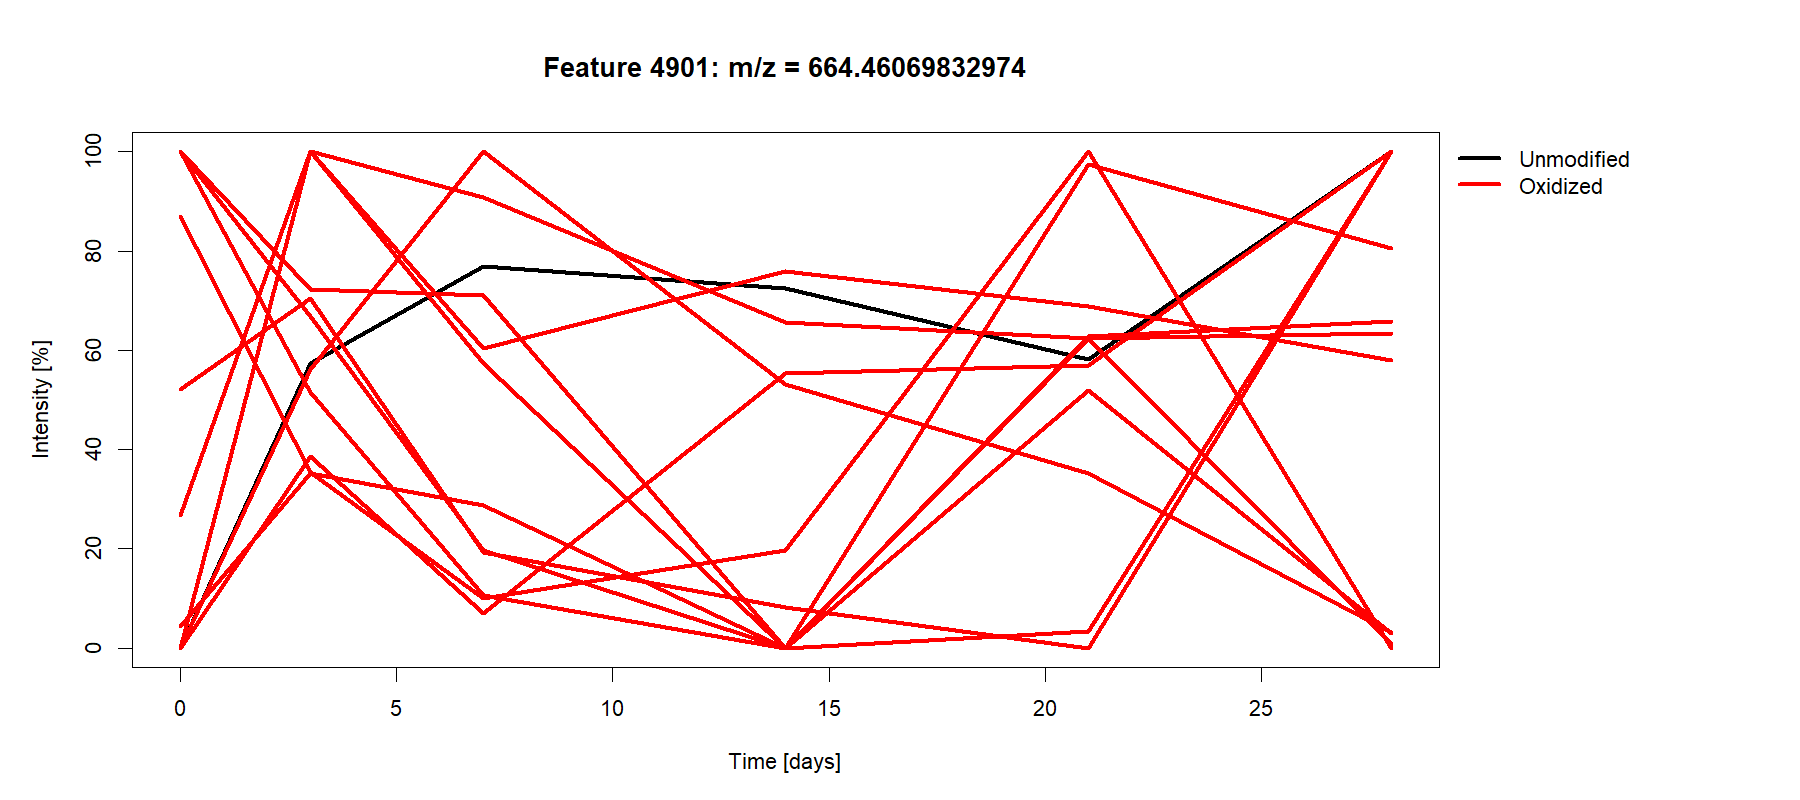 Feature 4901: m/z = 664.46069832974
Unmodified
Oxidized
Intensity [%]
100
80
60
40
20
0
0 5 10 15 20 25
Time [days]